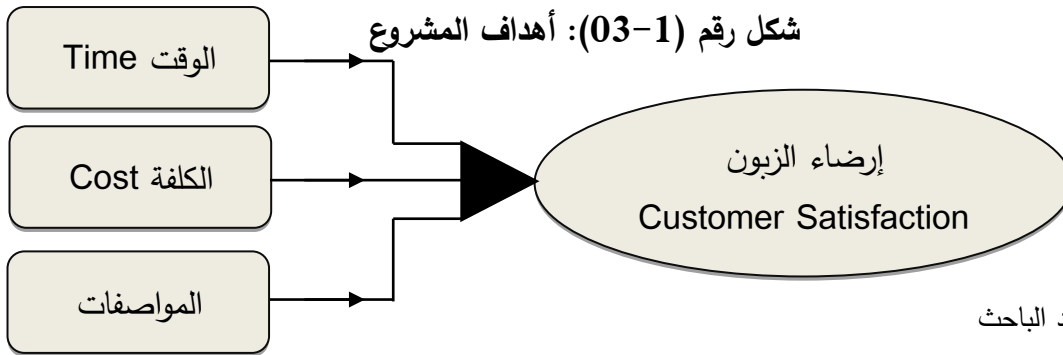 شكل رقم (1-03): أهداف المشروع
الوقت Time
الكلفة Cost
المواصفات
إرضاء الزبون
Customer Satisfaction
الباحث